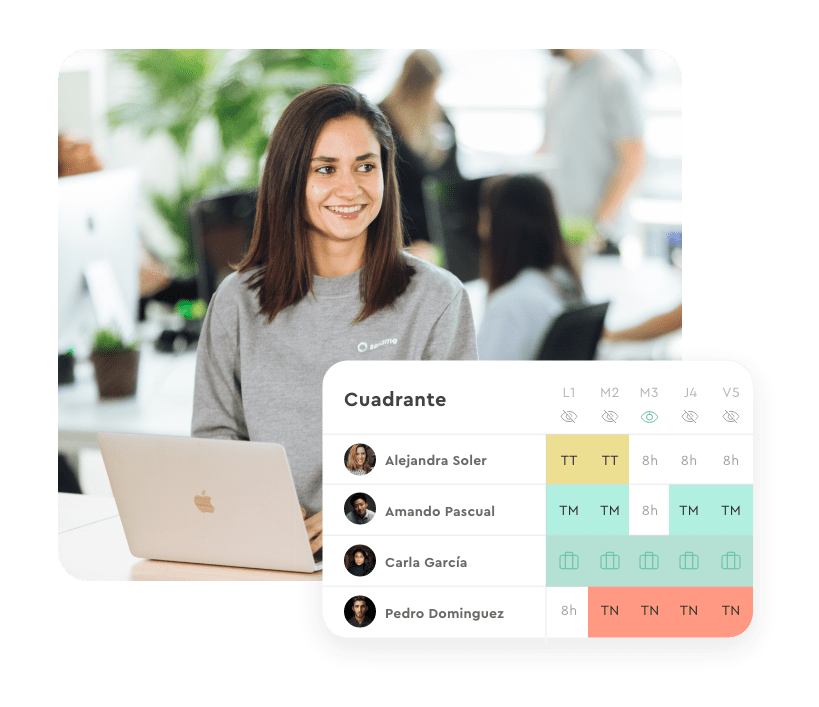 Cuadrante L1 M2 M3 J4 V5
Alejandra Soler TT TT 8h 8h 8h
Amando Pascual TM TM 8h TM TM
Carla García
Pedro Dominguez 8h TN TN TN TN